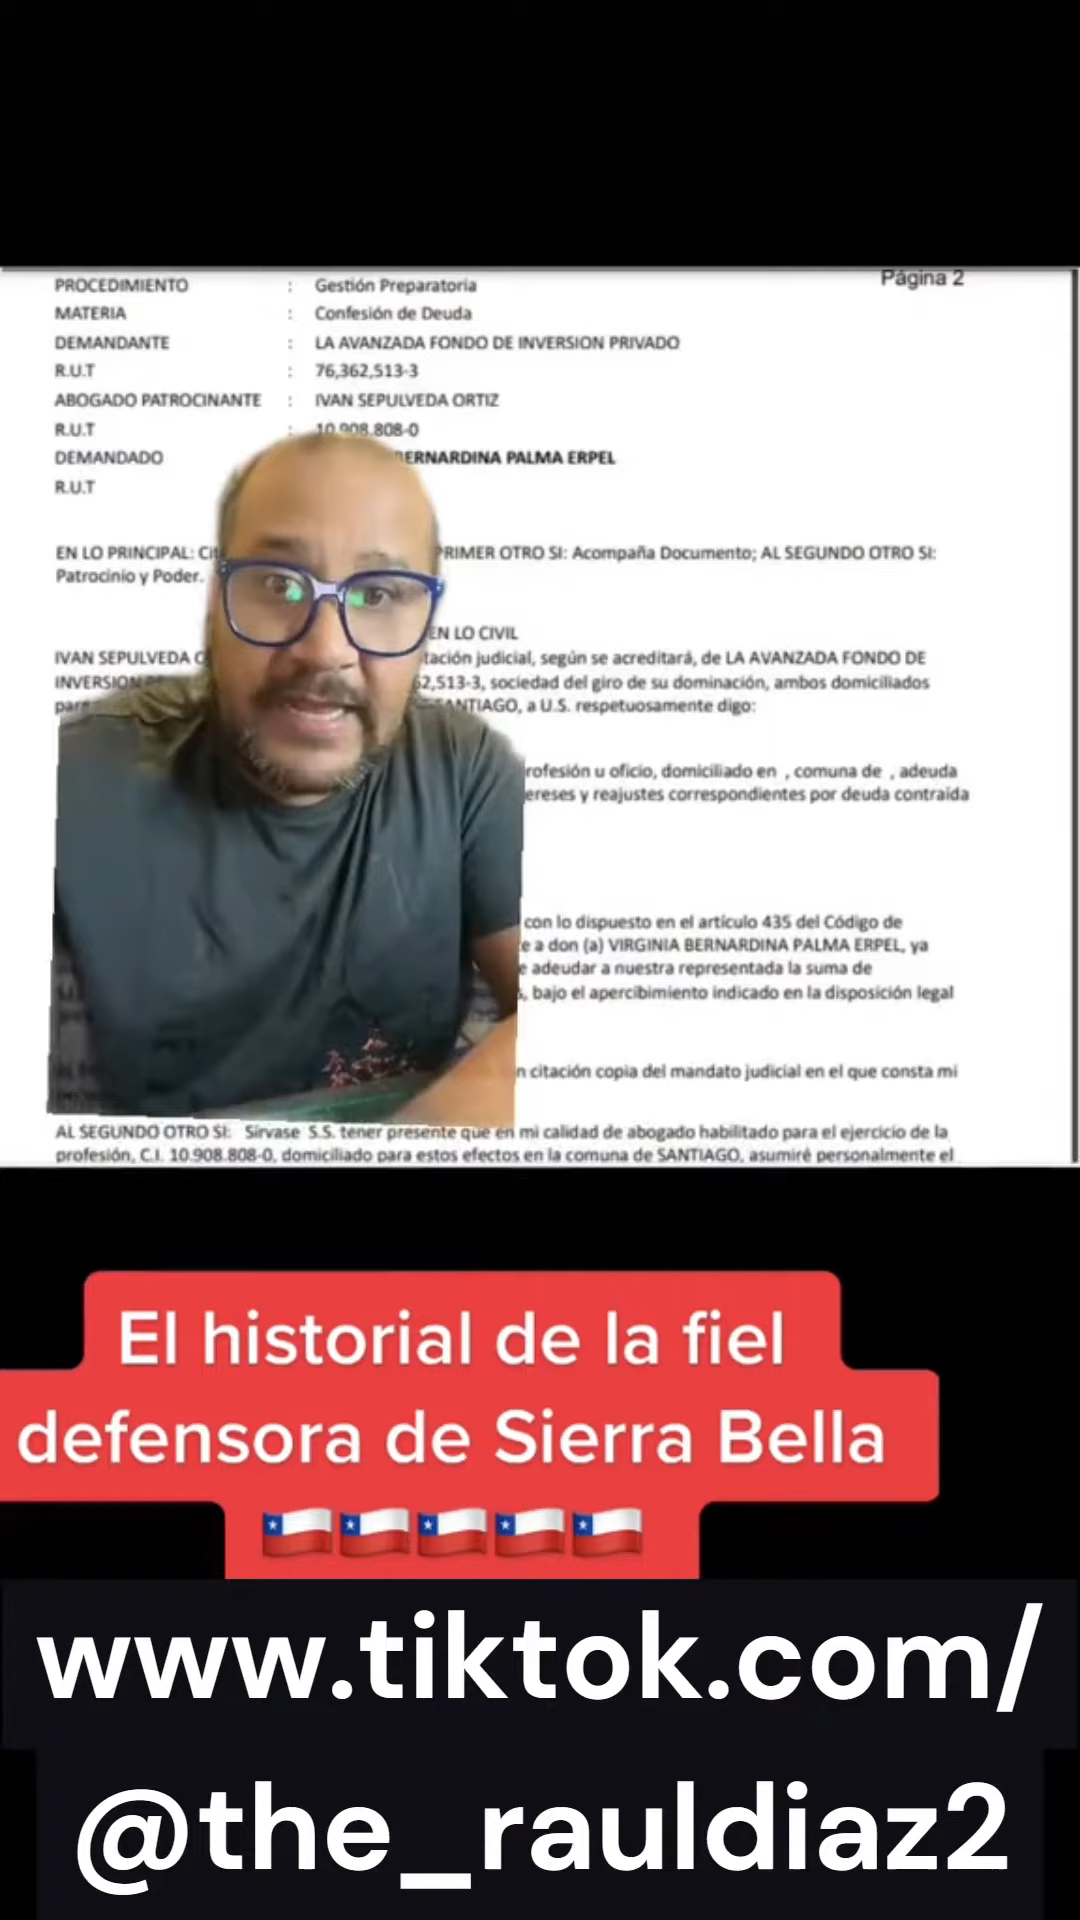 Página 2
PROCEDIMIENTO : Gestión Preparatoria
MATERIA : Confesión de Deuda
DEMANDANTE : LA AVANZADA FONDO DE INVERSION PRIVADO
R.U.T : 76,362,513-3
ABOGADO PATROCINANTE : IVAN SEPULVEDA ORTIZ
R.U.T : 10.908.808-0
DEMANDADO BERNARDINA PALMA ERPEL
R.U.T
EN LO PRINCIPAL: PRIMER OTRO SI: Acompaña Documento; AL SEGUNDO OTRO SI:
Patrocinio y Poder.
EN LO CIVIL
IVAN SEPULVEDA tación judicial, según se acreditará, de LA AVANZADA FONDO DE
INVERSION 62,513-3, sociedad del giro de su dominación, ambos domiciliados
SANTIAGO, a U.S. respetuosamente digo:
rofesión u oficio, domiciliado en , comuna de , adeuda
ereses y reajustes correspondientes por deuda contraída
con lo dispuesto en el artículo 435 del Código de
e a don (a) VIRGINIA BERNARDINA PALMA ERPEL, ya
e adeudar a nuestra representada la suma de
, bajo el apercibimiento indicado en la disposición legal
n citación copia del mandato judicial en el que consta mi
AL SEGUNDO OTRO SI: Sírvase S.S. tener presente que en mi calidad de abogado habilitado para el ejercicio de la
profesión, C.I. 10.908.808-0, domiciliado para estos efectos en la comuna de SANTIAGO, asumiré personalmente el
El historial de la fiel
defensora de Sierra Bella
🇨🇱🇨🇱🇨🇱🇨🇱🇨🇱
www.tiktok.com/
@the_rauldiaz2